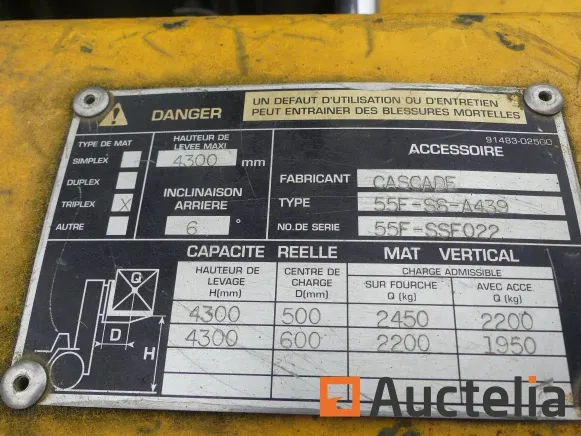 DANGER
UN DEFAUT D'UTILISATION OU D'ENTRETIEN
PEUT ENTRAINER DES BLESSURES MORTELLES
91483-02500
TYPE DE MAT
SIMPLEX
DUPLEX
TRIPLEX X
AUTRE
HAUTEUR DE
LEVEE MAXI
4300 mm
INCLINAISON
ARRIERE
6 °
ACCESSOIRE
FABRICANT CASCADE
TYPE 55F-SS-A439
NO.DE SERIE 55F-SSF022
CAPACITE REELLE MAT VERTICAL
HAUTEUR DE
LEVAGE
H(mm)
CENTRE DE
CHARGE
D(mm)
CHARGE ADMISSIBLE
SUR FOURCHE
Q (kg)
AVEC ACCE.
Q (kg)
4300 500 2450 2200
4300 600 2200 1950
Q
D
H
Auctelia